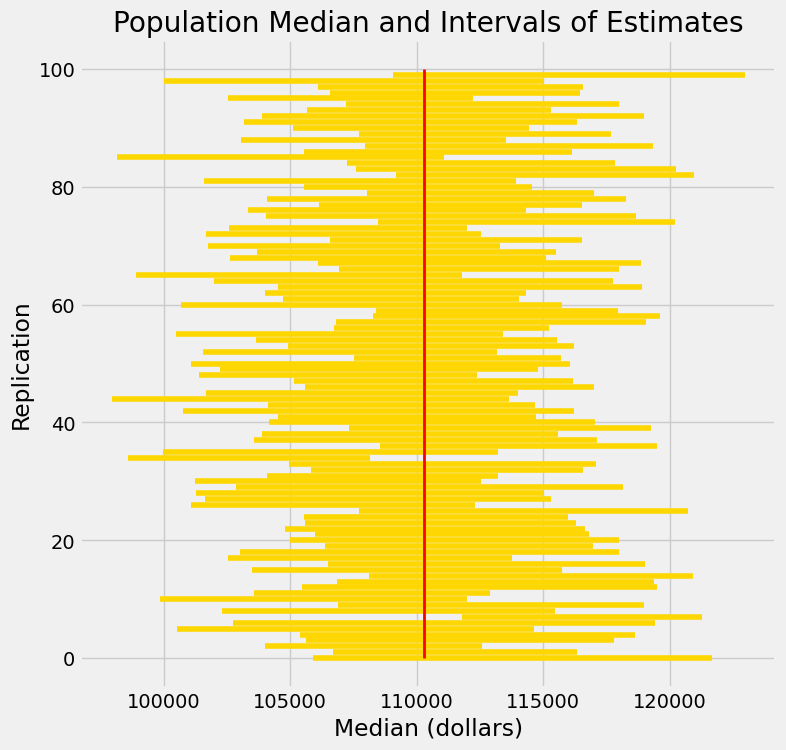 Population Median and Intervals of Estimates
100
80
60
40
20
0
Replication
100000 105000 110000 115000 120000
Median (dollars)